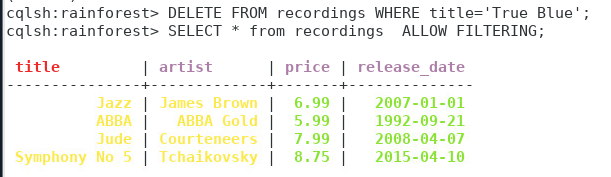 cqlsh:rainforest> DELETE FROM recordings WHERE title='True Blue';
cqlsh:rainforest> SELECT * from recordings  ALLOW FILTERING;
 title         | artist      | price | release_date
---------------+-------------+-------+--------------
          Jazz | James Brown |  6.99 |   2007-01-01
          ABBA |   ABBA Gold |  5.99 |   1992-09-21
          Jude | Courteners |  7.99 |   2008-04-07
 Symphony No 5 | Tchaikovsky |  8.75 |   2015-04-10